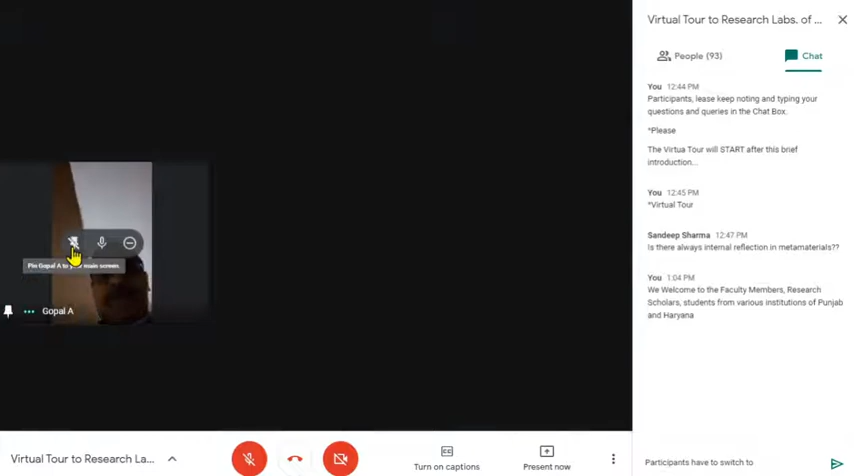 Virtual Tour to Research Labs. of ...
People (93)
Chat
You 12:44 PM
Participants, lease keep noting and typing your
questions and queries in the Chat Box.
*Please
The Virtua Tour will START after this brief
introduction...
You 12:45 PM
*Virtual Tour
Sandeep Sharma 12:47 PM
Is there always internal reflection in metamaterials??
You 1:04 PM
We Welcome to the Faculty Members, Research
Scholars, students from various institutions of Punjab
and Haryana
Pin Gopal A to your main screen.
Gopal A
Virtual Tour to Research La...
Turn on captions
Present now
Participants have to switch to